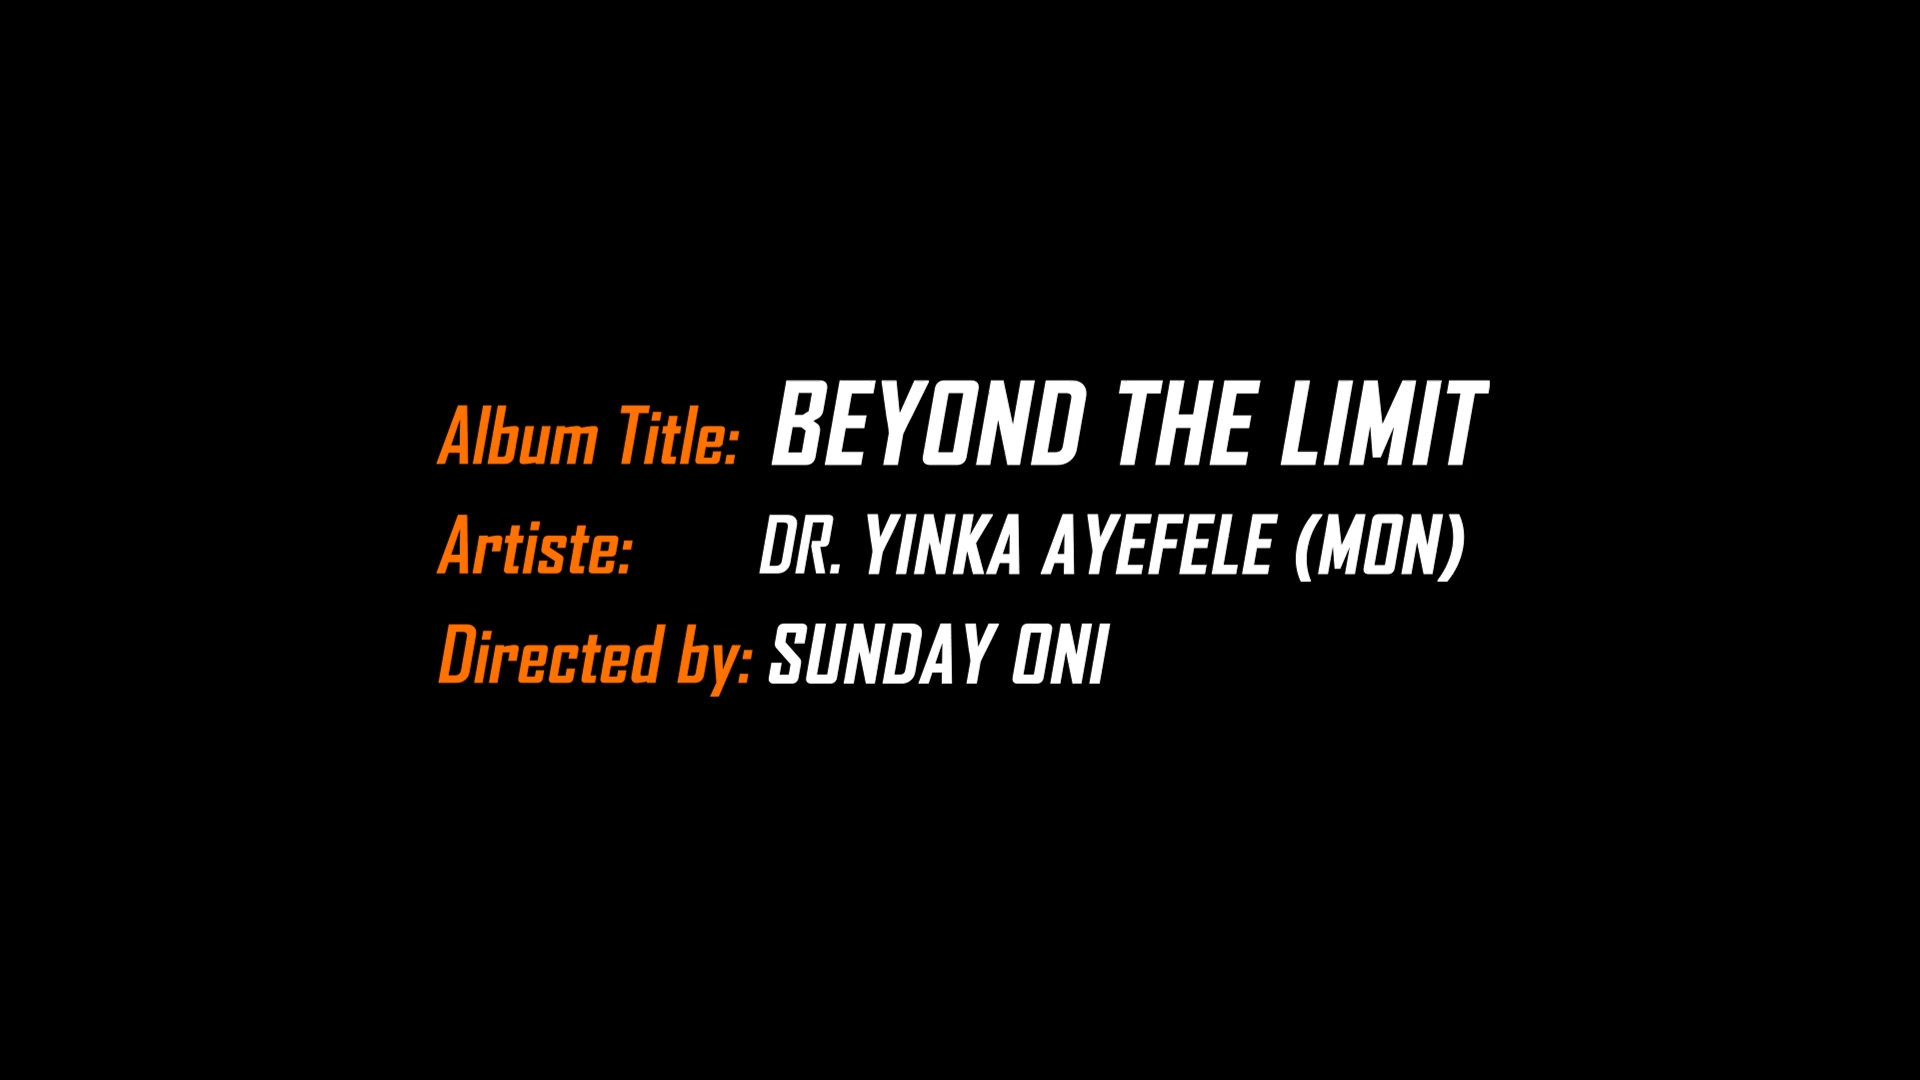 Album Title: BEYOND THE LIMIT
Artiste: DR. YINKA AYEFELE (MON)
Directed by: SUNDAY ONI